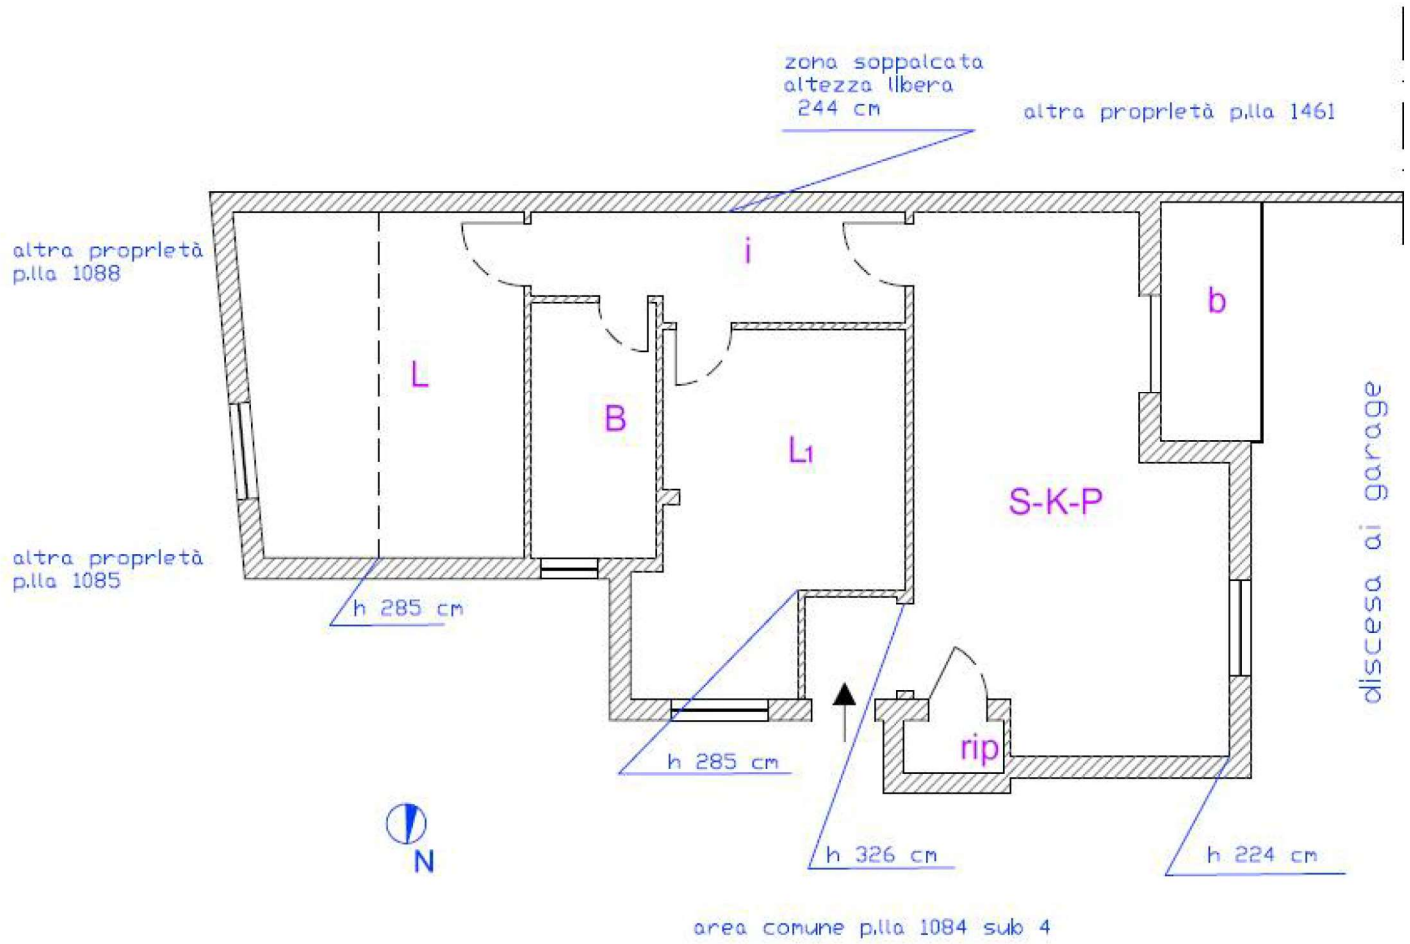 zona soppalcata
altezza libera
244 cm
altra proprietà p.lla 1461
altra proprietà
p.lla 1088
i
b
L
B
L1
S-K-P
discesa ai garage
altra proprietà
p.lla 1085
h 285 cm
rip
h 285 cm
N
h 326 cm
h 224 cm
area comune p.lla 1084 sub 4